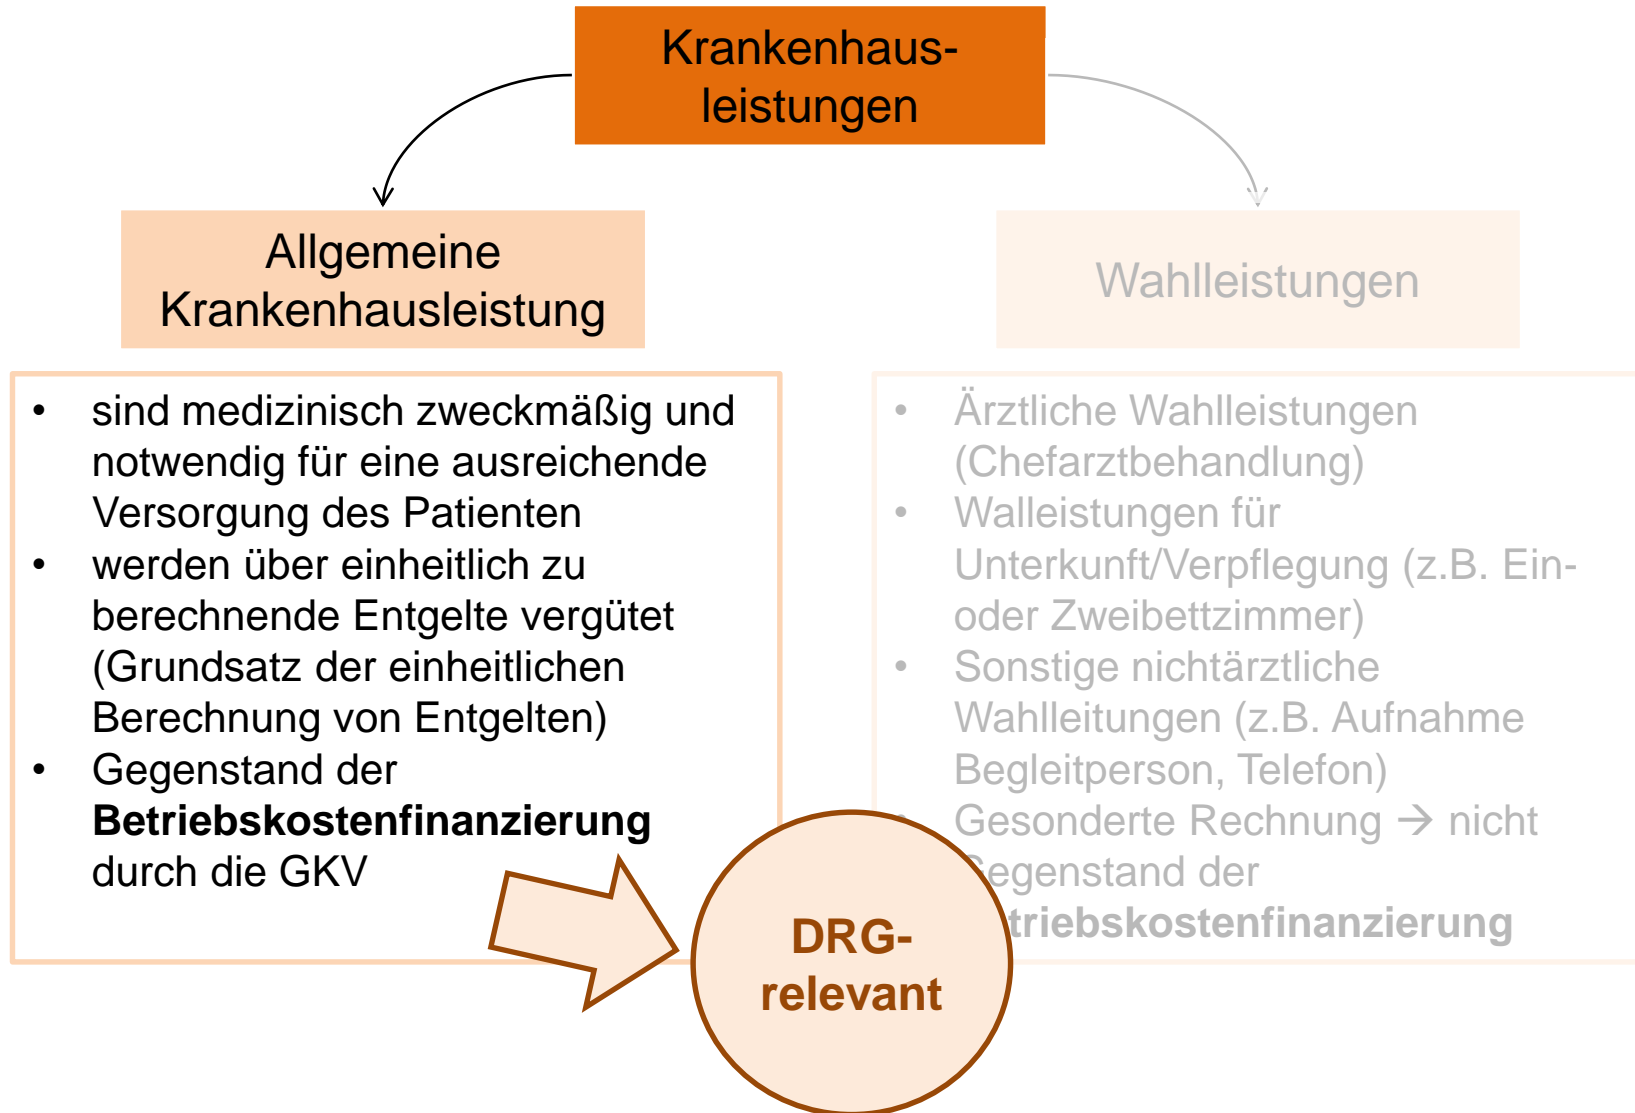 Krankenhaus-
leistungen
Allgemeine
Krankenhausleistung
• sind medizinisch zweckmäßig und
notwendig für eine ausreichende
Versorgung des Patienten
• werden über einheitlich zu
berechnende Entgelte vergütet
(Grundsatz der einheitlichen
Berechnung von Entgelten)
• Gegenstand der
Betriebskostenfinanzierung
durch die GKV
Wahlleistungen
• Ärztliche Wahlleistungen
(Chefarztbehandlung)
• Walleistungen für
Unterkunft/Verpflegung (z.B. Ein-
oder Zweibettzimmer)
• Sonstige nichtärztliche
Wahlleitungen (z.B. Aufnahme
Begleitperson, Telefon)
• Gesonderte Rechnung → nicht
Gegenstand der
triebskostenfinanzierung
DRG-
relevant